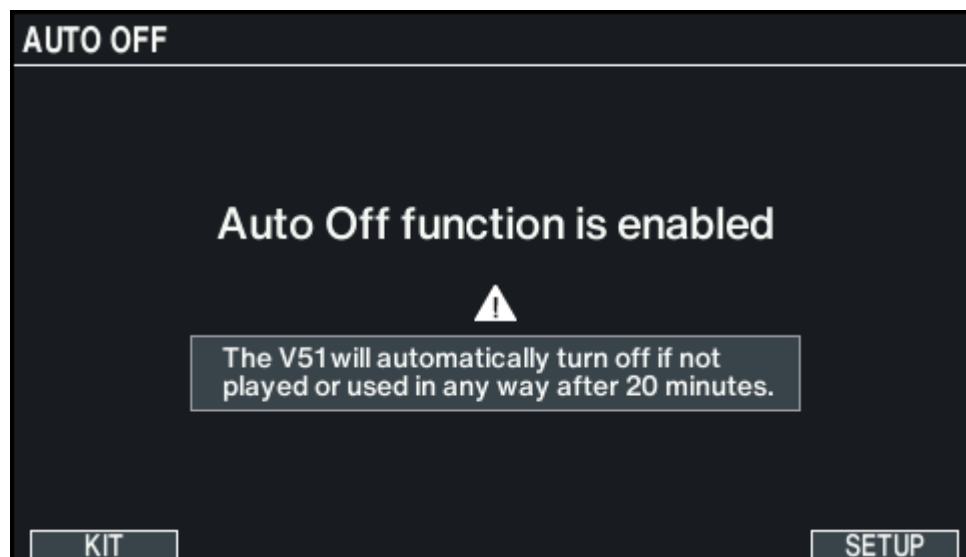 AUTO OFF
Auto Off function is enabled
The V51 will automatically turn off if not
played or used in any way after 20 minutes.
KIT
SETUP